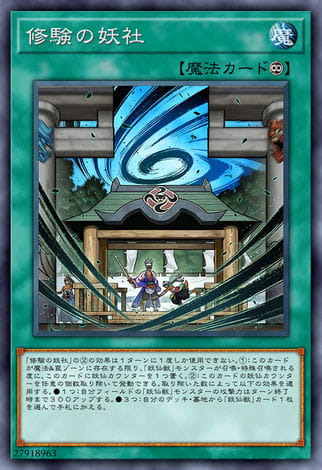 修験の妖社
魔
【魔法カード】
「修験の妖社」の②の効果は1ターンに1度しか使用できない。①:このカード
が魔法&罠ゾーンに存在する限り、「妖仙獣」モンスターが召喚・特殊召喚される
度に、このカードに妖仙カウンターを1つ置く。②:このカードの妖仙カウンタ
ーを任意の個数取り除いて発動できる。取り除いた数によって以下の効果を適
用する。●1つ:自分フィールドの「妖仙獣」モンスターの攻撃力はターン終了
時まで300アップする。●3つ:自分のデッキ・墓地から「妖仙獣」カード1枚
を選んで手札に加える。
27918963